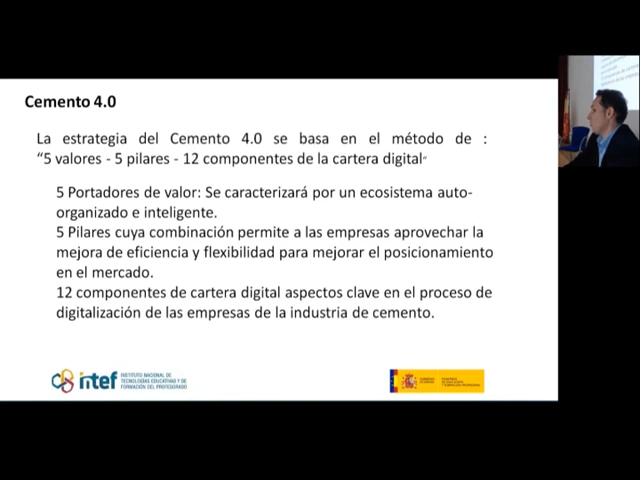 Cemento 4.0
La estrategia del Cemento 4.0 se basa en el método de :
“5 valores - 5 pilares - 12 componentes de la cartera digital“
5 Portadores de valor: Se caracterizará por un ecosistema auto-
organizado e inteligente.
5 Pilares cuya combinación permite a las empresas aprovechar la
mejora de eficiencia y flexibilidad para mejorar el posicionamiento
en el mercado.
12 componentes de cartera digital aspectos clave en el proceso de
digitalización de las empresas de la industria de cemento.
intef
INSTITUTO NACIONAL DE
TECNOLOGÍAS EDUCATIVAS Y DE
FORMACIÓN DEL PROFESORADO